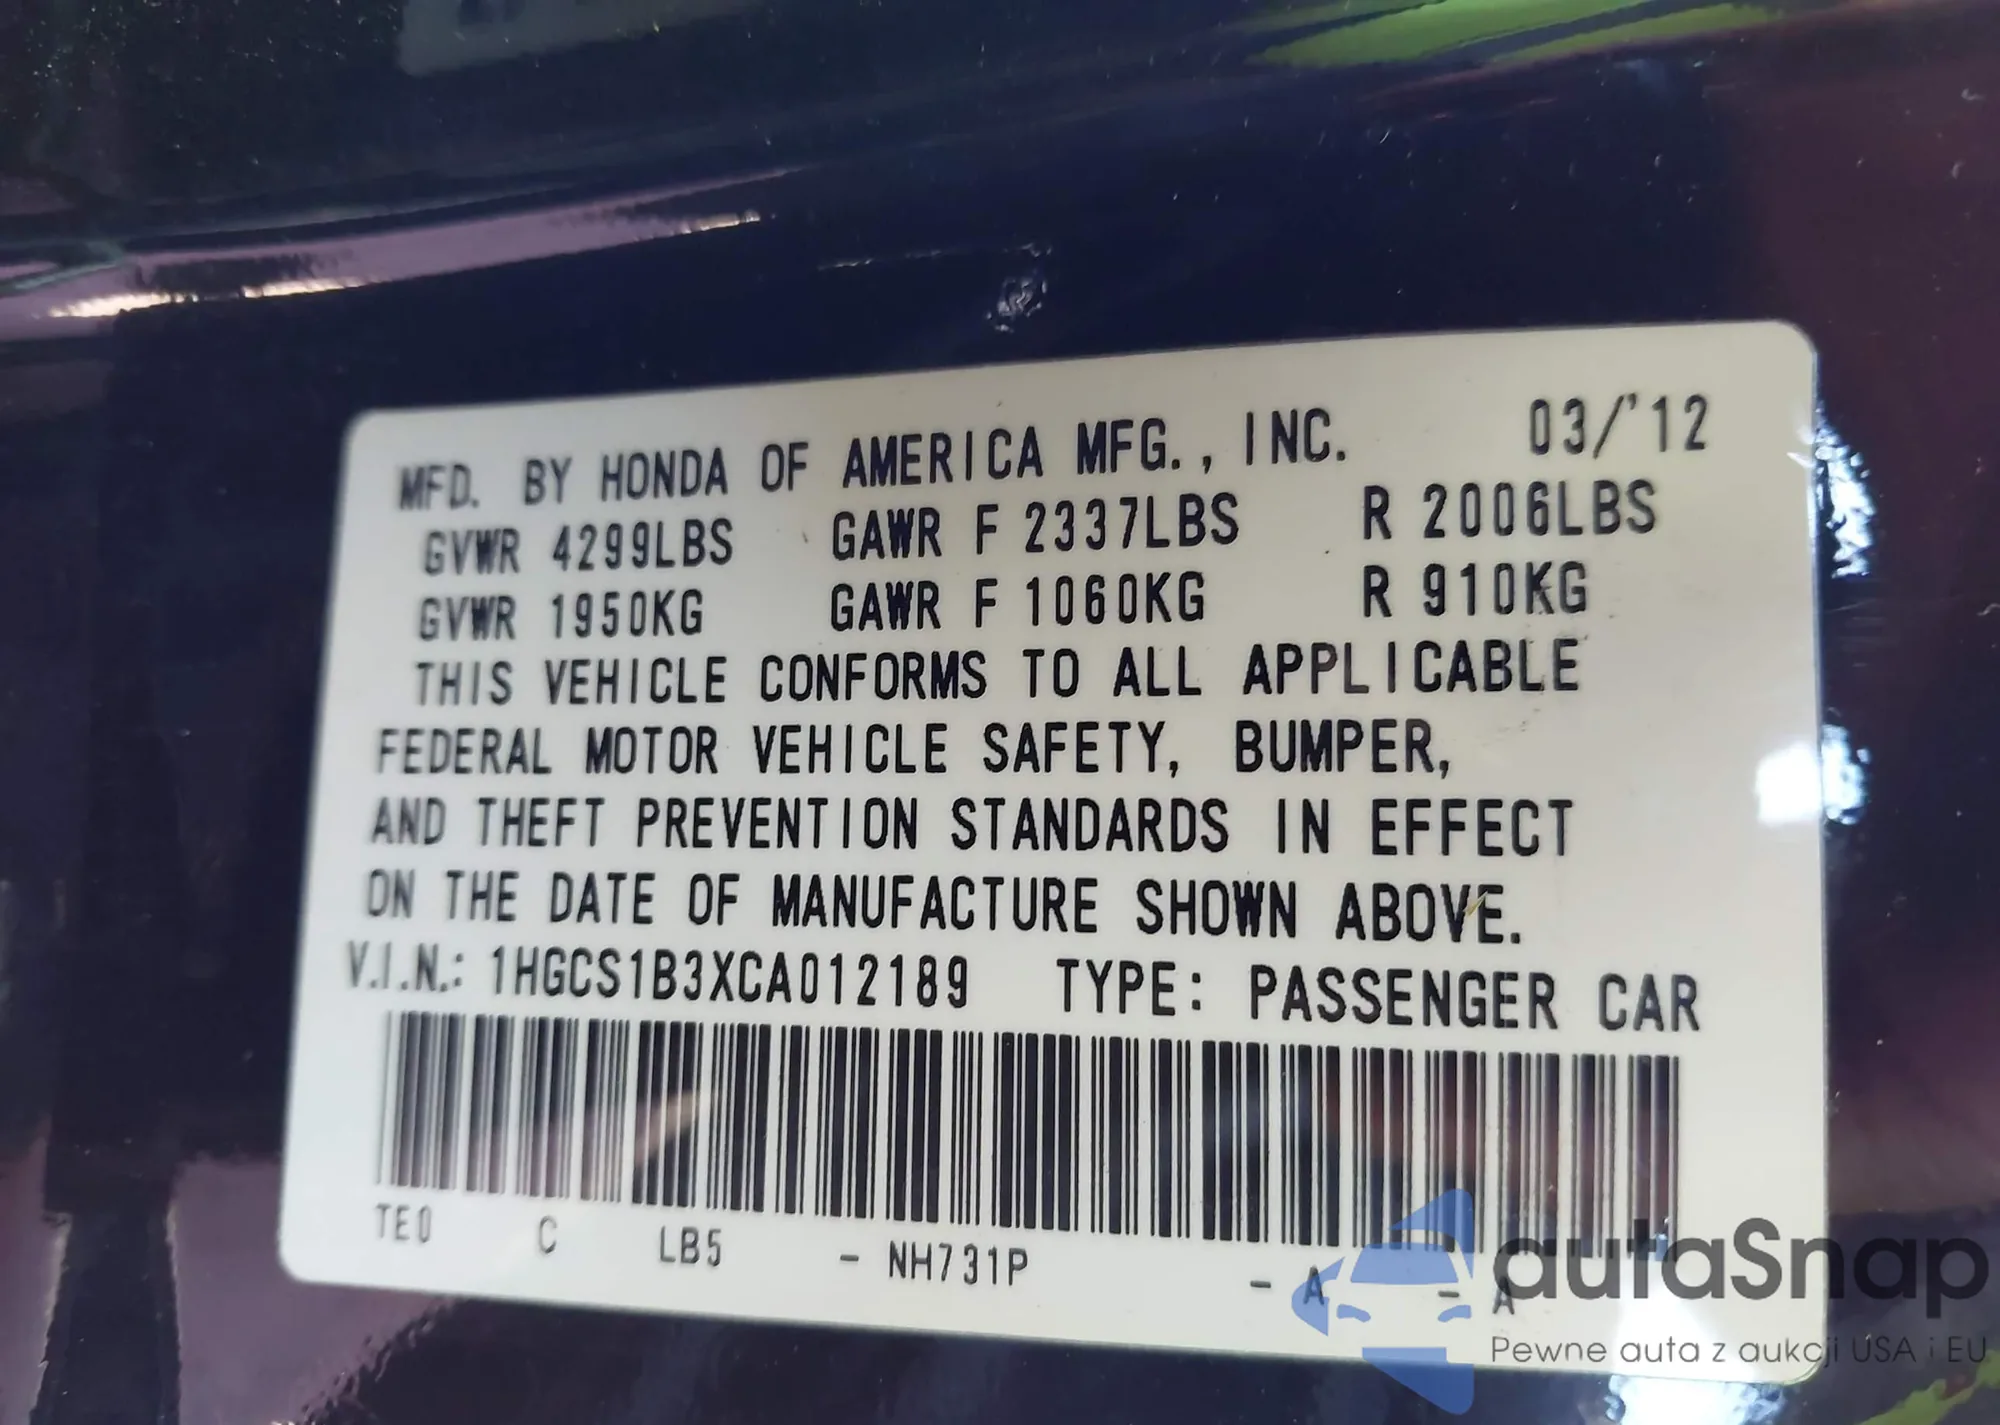 MFD. BY HONDA OF AMERICA MFG., INC. 03/'12
GVWR 4299LBS GAWR F 2337LBS R 2006LBS
GVWR 1950KG GAWR F 1060KG R 910KG
THIS VEHICLE CONFORMS TO ALL APPLICABLE
FEDERAL MOTOR VEHICLE SAFETY, BUMPER,
AND THEFT PREVENTION STANDARDS IN EFFECT
ON THE DATE OF MANUFACTURE SHOWN ABOVE.
V.I.N.: 1HGCS1B3XCA012189 TYPE: PASSENGER CAR
TE0 C LB5 - NH731P - A - A
autaSnap
Pewne auta z aukcji USA i EU